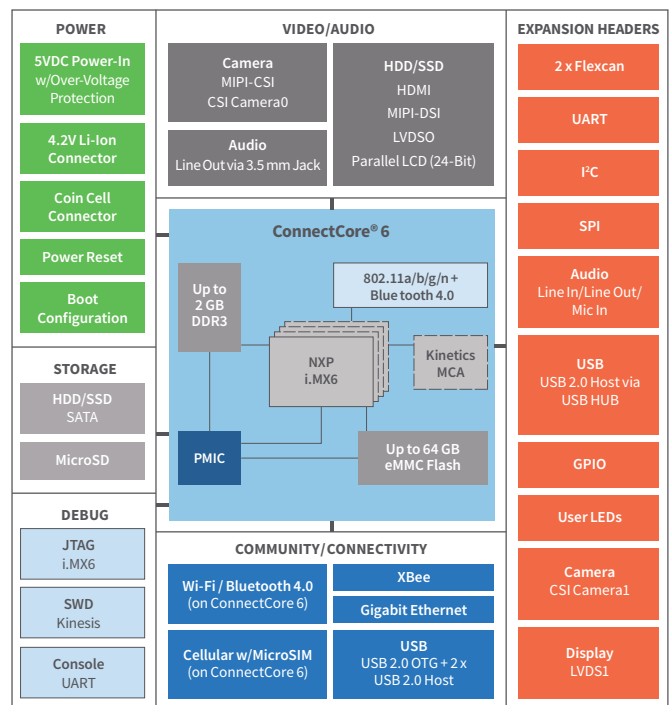 POWER
5VDC Power-In
w/Over-Voltage
Protection
4.2V Li-Ion
Connector
Coin Cell
Connector
Power Reset
Boot
Configuration
STORAGE
HDD/SSD
SATA
MicroSD
DEBUG
JTAG
i.MX6
SWD
Kinesis
Console
UART
VIDEO/AUDIO
Camera
MIPI-CSI
CSI Camera0
Audio
Line Out via 3.5 mm Jack
HDD/SSD
HDMI
MIPI-DSI
LVDSO
Parallel LCD (24-Bit)
ConnectCore® 6
Up to
2 GB
DDR3
802.11a/b/g/n +
Blue tooth 4.0
NXP
i.MX6
Kinetics
MCA
PMIC
Up to 64 GB
eMMC Flash
COMMUNITY/CONNECTIVITY
Wi-Fi / Bluetooth 4.0
(on ConnectCore 6)
XBee
Gigabit Ethernet
Cellular w/MicroSIM
(on ConnectCore 6)
USB
USB 2.0 OTG + 2 x
USB 2.0 Host
EXPANSION HEADERS
2 x Flexcan
UART
I²C
SPI
Audio
Line In/Line Out/
Mic In
USB
USB 2.0 Host via
USB HUB
GPIO
User LEDs
Camera
CSI Camera1
Display
LVDS1